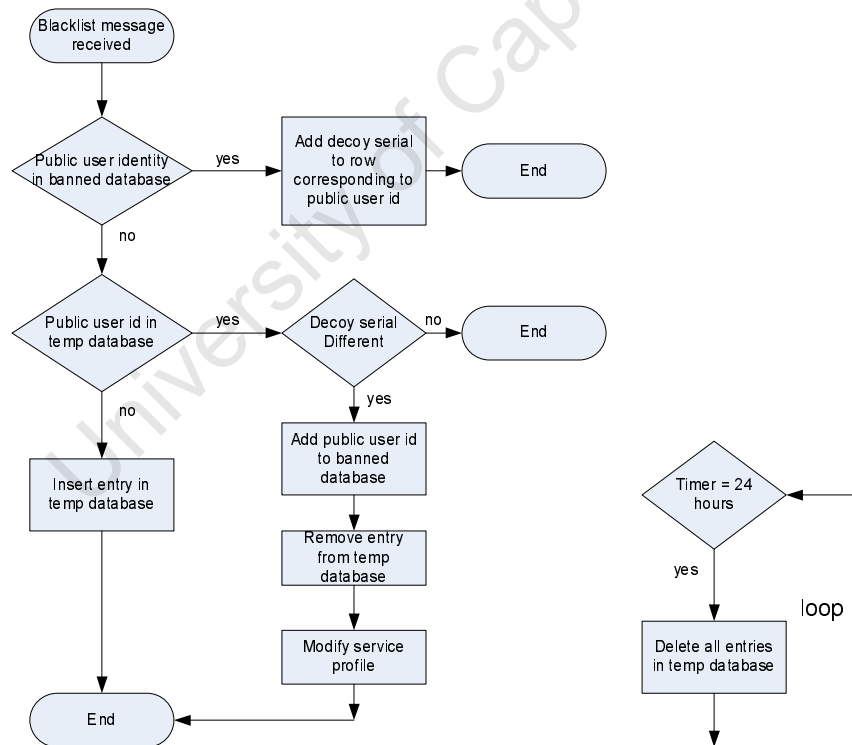 Blacklist message
received
Public user identity
in banned database
yes
Add decoy serial
to row
corresponding to
public user id
End
no
Public user id in
temp database
yes
Decoy serial
Different
no
End
no
yes
Insert entry in
temp database
Add public user id
to banned
database
Remove entry
from temp
database
Modify service
profile
End
Timer = 24
hours
yes
loop
Delete all entries
in temp database
University of Cap